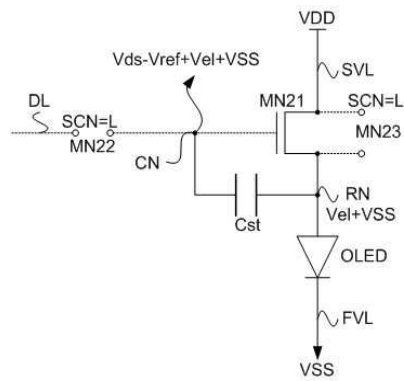 VDD
Vds-Vref+Vel+VSS
SVL
DL
MN21
SCN=L
SCN=L
MN22
MN23
CN
RN
Vel+VSS
Cst
OLED
FVL
VSS